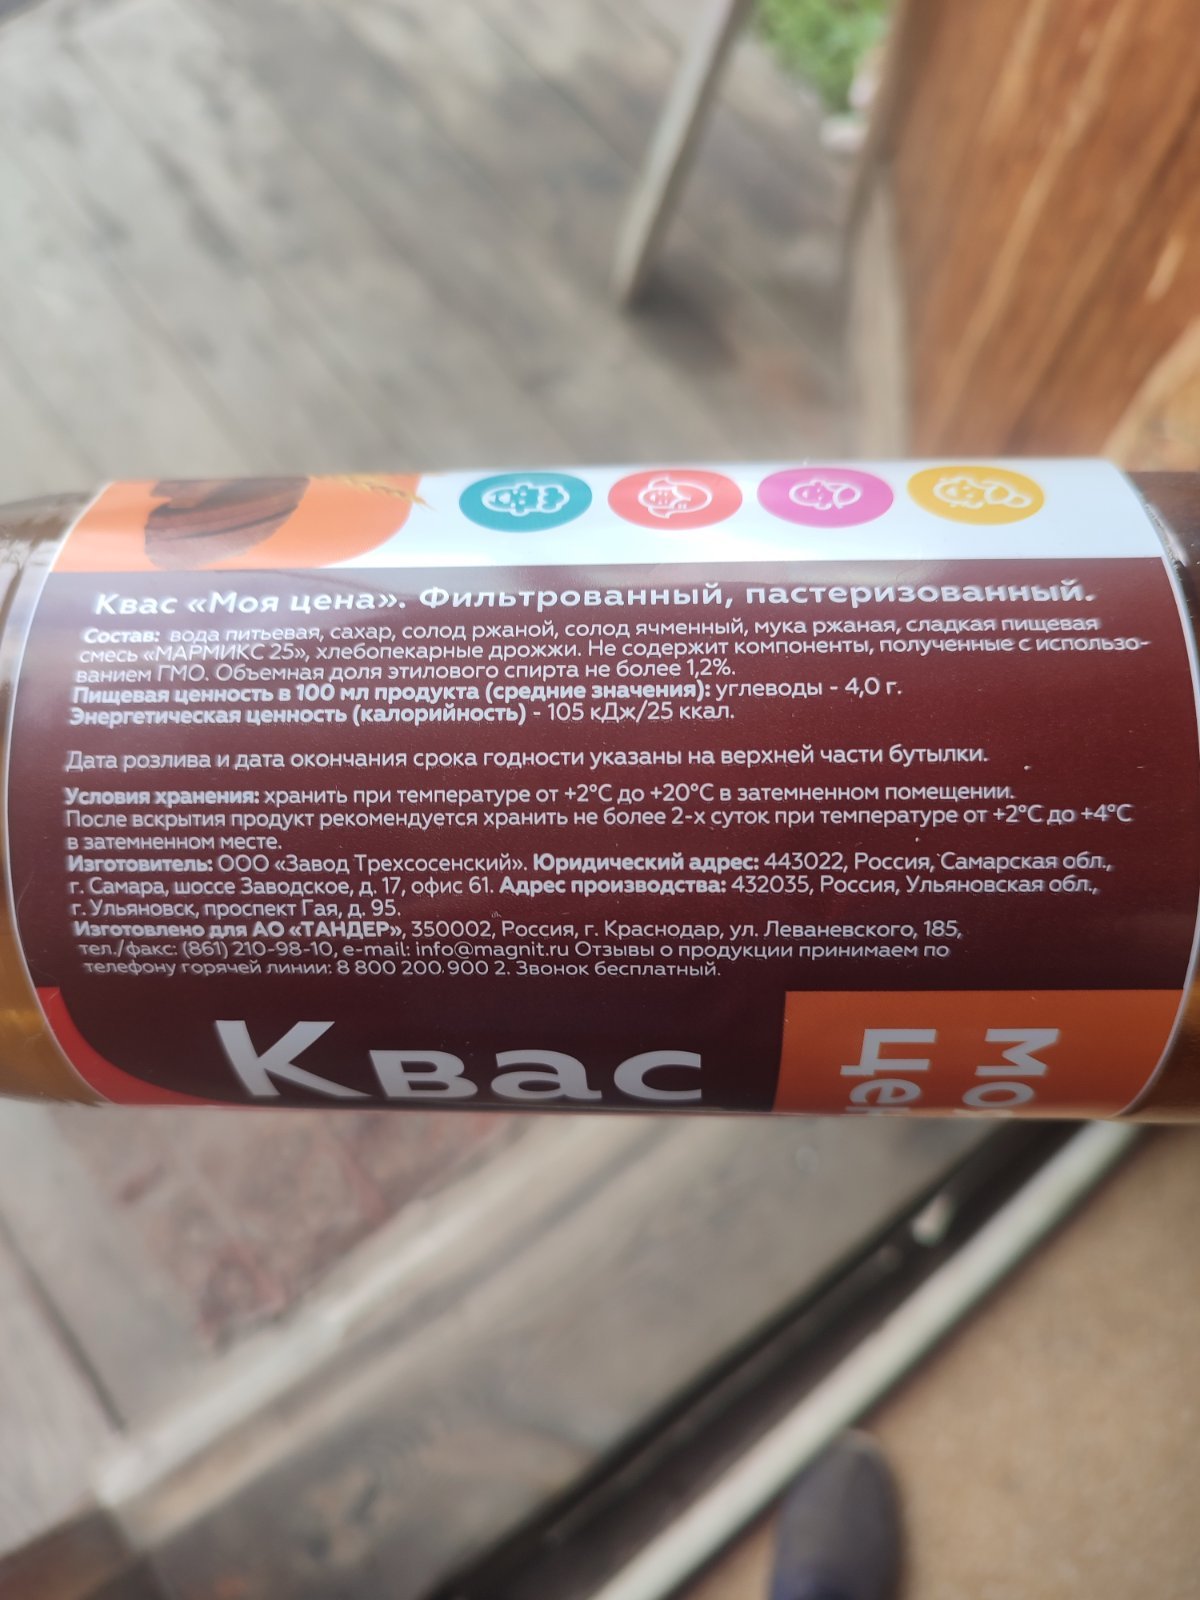 Квас «Моя цена». Фильтрованный, пастеризованный.
Состав: вода питьевая, сахар, солод ржаной, солод ячменный, мука ржаная, сладкая пищевая
смесь «МАРМИКС 25», хлебопекарные дрожжи. Не содержит компоненты, полученные с использо-
ванием ГМО. Объемная доля этилового спирта не более 1,2%.
Пищевая ценность в 100 мл продукта (средние значения): углеводы - 4,0 г.
Энергетическая ценность (калорийность) - 105 кДж/25 ккал.
Дата розлива и дата окончания срока годности указаны на верхней части бутылки.
Условия хранения: хранить при температуре от +2°С до +20°С в затемненном помещении.
После вскрытия продукт рекомендуется хранить не более 2-х суток при температуре от +2°С до +4°С
в затемненном месте.
Изготовитель: ООО «Завод Трехсосенский». Юридический адрес: 443022, Россия, Самарская обл.,
г. Самара, шоссе Заводское, д. 17, офис 61. Адрес производства: 432035, Россия, Ульяновская обл.,
г. Ульяновск, проспект Гая, д. 95.
Изготовлено для АО «ТАНДЕР», 350002, Россия, г. Краснодар, ул. Леваневского, 185,
тел./факс: (861) 210-98-10, e-mail: info@magnit.ru Отзывы о продукции принимаем по
телефону горячей линии: 8 800 200 900 2. Звонок бесплатный.
Квас